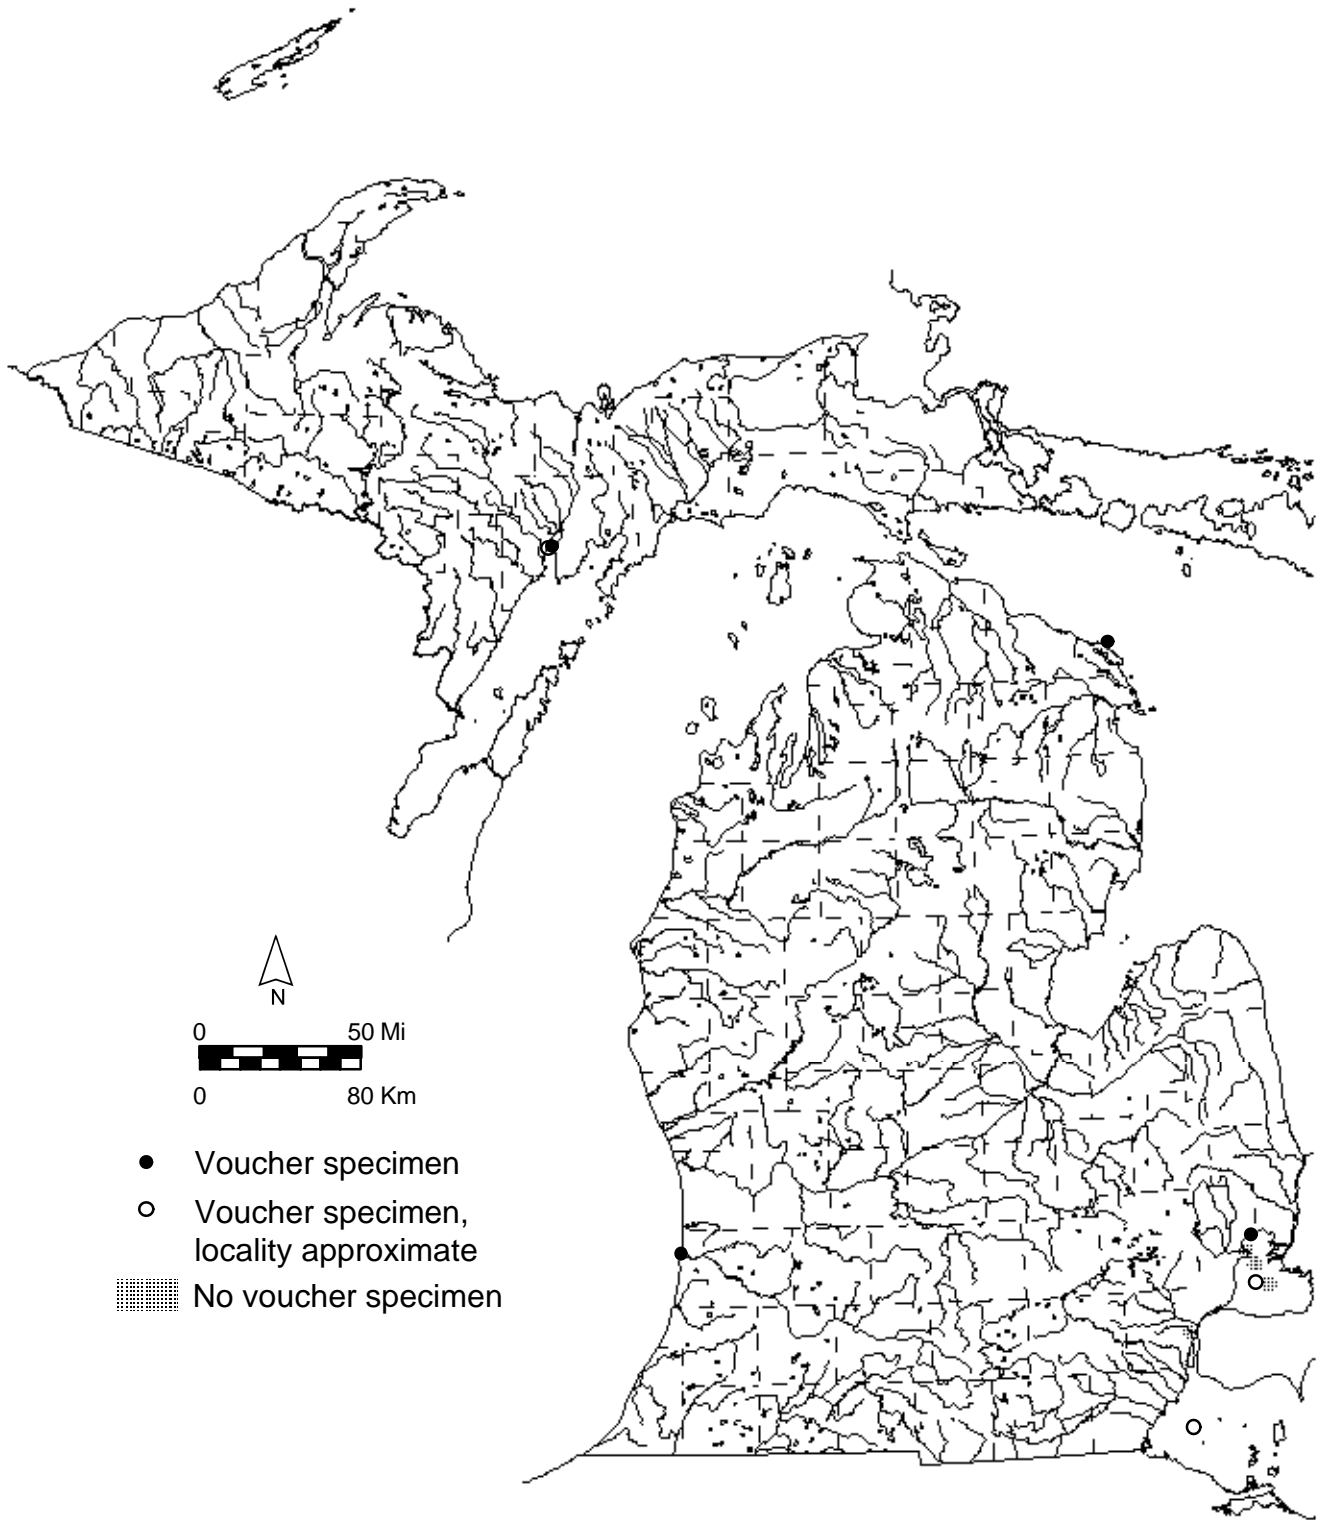 N
0 50 Mi
0 80 Km
Voucher specimen
Voucher specimen,
locality approximate
No voucher specimen